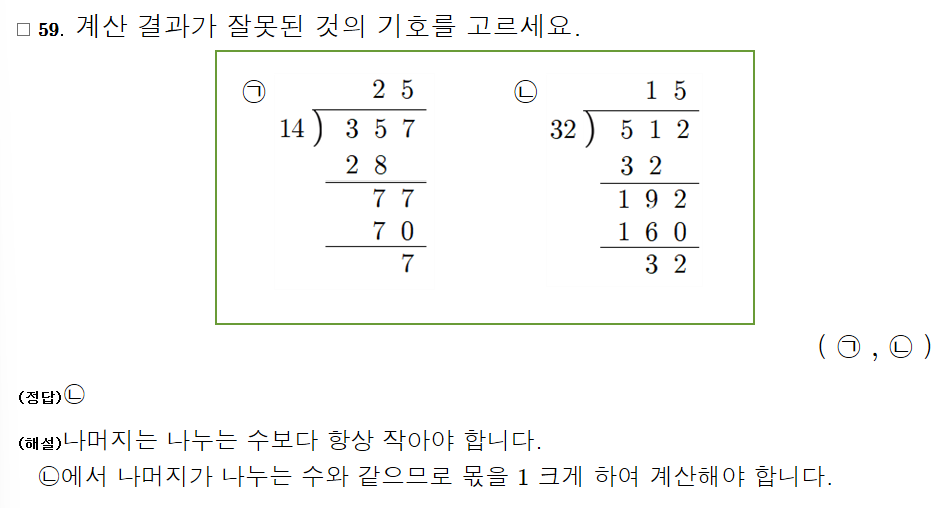 □ 59. 계산 결과가 잘못된 것의 기호를 고르세요.
㉠
2 5
14 ) 3 5 7
2 8
7 7
7 0
7
㉡
1 5
32 ) 5 1 2
3 2
1 9 2
1 6 0
3 2
( ㉠ , ㉡ )
(정답)㉡
(해설)나머지는 나누는 수보다 항상 작아야 합니다.
㉡에서 나머지가 나누는 수와 같으므로 몫을 1 크게 하여 계산해야 합니다.